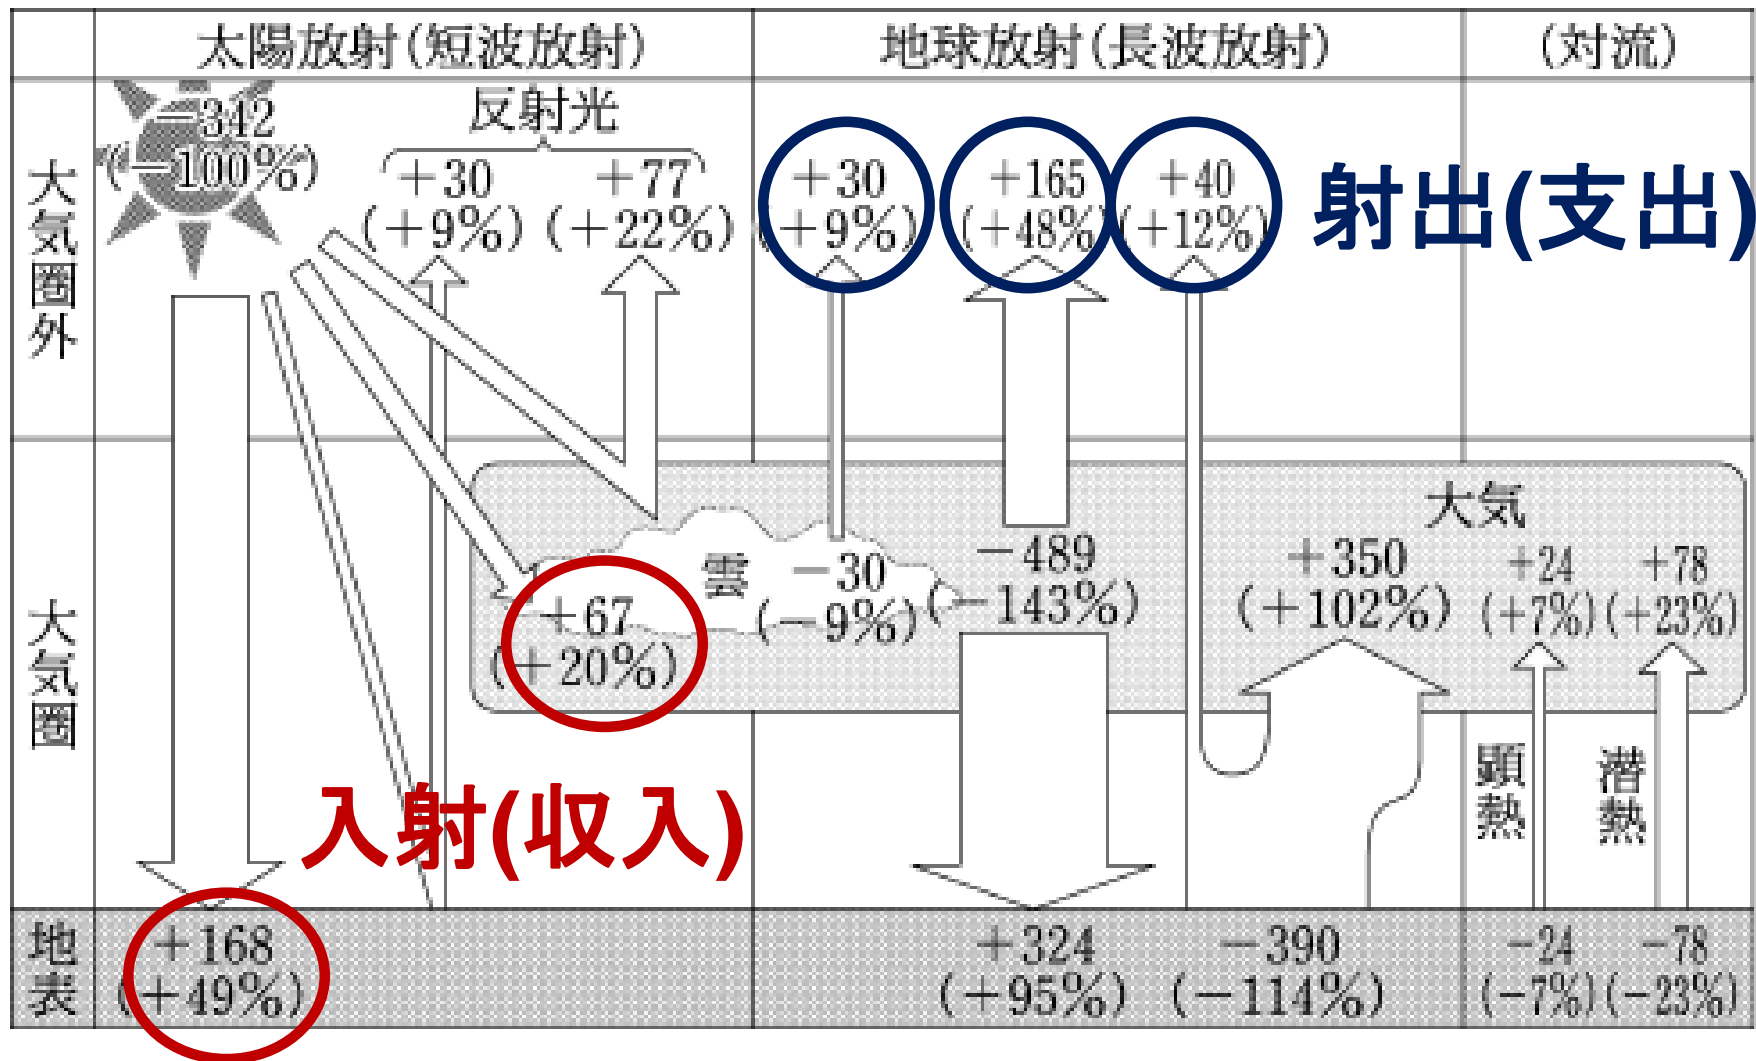 太陽放射(短波放射)
地球放射(長波放射)
(対流)
大気圏外
−342
(−100%)
反射光
+30
(+9%)
+77
(+22%)
+30
(+9%)
+165
(+48%)
+40
(+12%)
射出(支出)
大気圏
大気
雲
+67
(+20%)
−30
(−9%)
−489
(−143%)
+350
(+102%)
+24
(+7%)
+78
(+23%)
入射(収入)
顕熱
潜熱
地表
+168
(+49%)
+324
(+95%)
−390
(−114%)
−24
(−7%)
−78
(−23%)